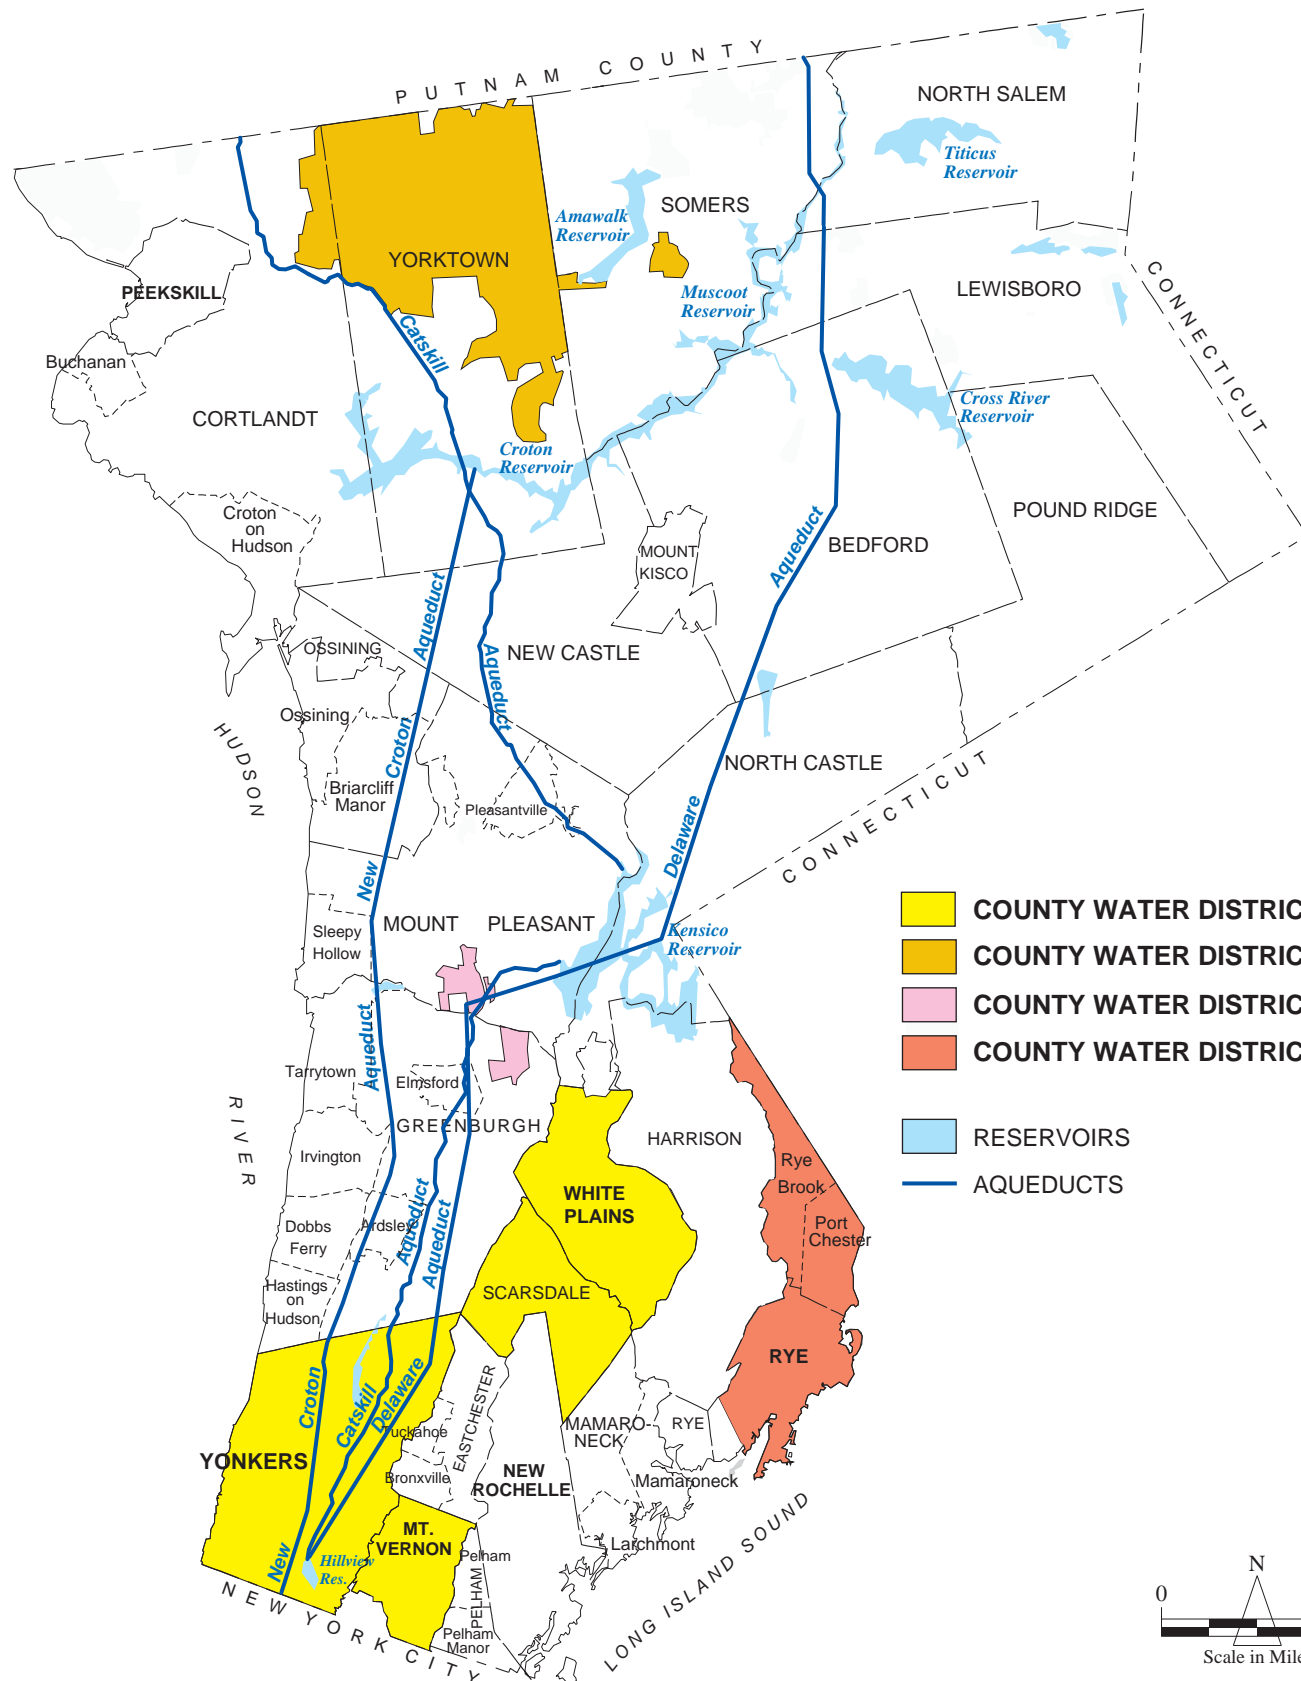 PUTNAM COUNTY
NORTH SALEM
Titicus
Reservoir
SOMERS
Amawalk
Reservoir
YORKTOWN
CONNECTICUT
PEEKSKILL
Muscoot
Reservoir
LEWISBORO
Catskill
Buchanan
CORTLANDT
Cross River
Reservoir
Croton
Reservoir
Croton
on
Hudson
POUND RIDGE
Aqueduct
BEDFORD
MOUNT
KISCO
Aqueduct
OSSINING
Aqueduct
NEW CASTLE
Ossining
HUDSON
Croton
NORTH CASTLE
Briarcliff
Manor
Pleasantville
CONNECTICUT
Delaware
New
MOUNT PLEASANT
Sleepy
Hollow
Kensico
Reservoir
COUNTY WATER DISTRIC
COUNTY WATER DISTRIC
COUNTY WATER DISTRIC
COUNTY WATER DISTRIC
Aqueduct
Tarrytown
Elmsford
GREENBURGH
HARRISON
RESERVOIRS
AQUEDUCTS
RIVER
Irvington
Rye
Brook
WHITE
PLAINS
Port
Chester
Dobbs
Ferry
Ardsley
Aqueduct
Aqueduct
Hastings
on
Hudson
SCARSDALE
RYE
Croton
Catskill
Delaware
Tuckahoe
EASTCHESTER
MAMARO-
NECK
RYE
YONKERS
Bronxville
NEW
ROCHELLE
Mamaroneck
MT.
VERNON
Larchmont
New
Hillview
Res.
Pelham
PELHAM
Pelham
Manor
NEW YORK CITY
LONG ISLAND SOUND
N
0
Scale in Mile